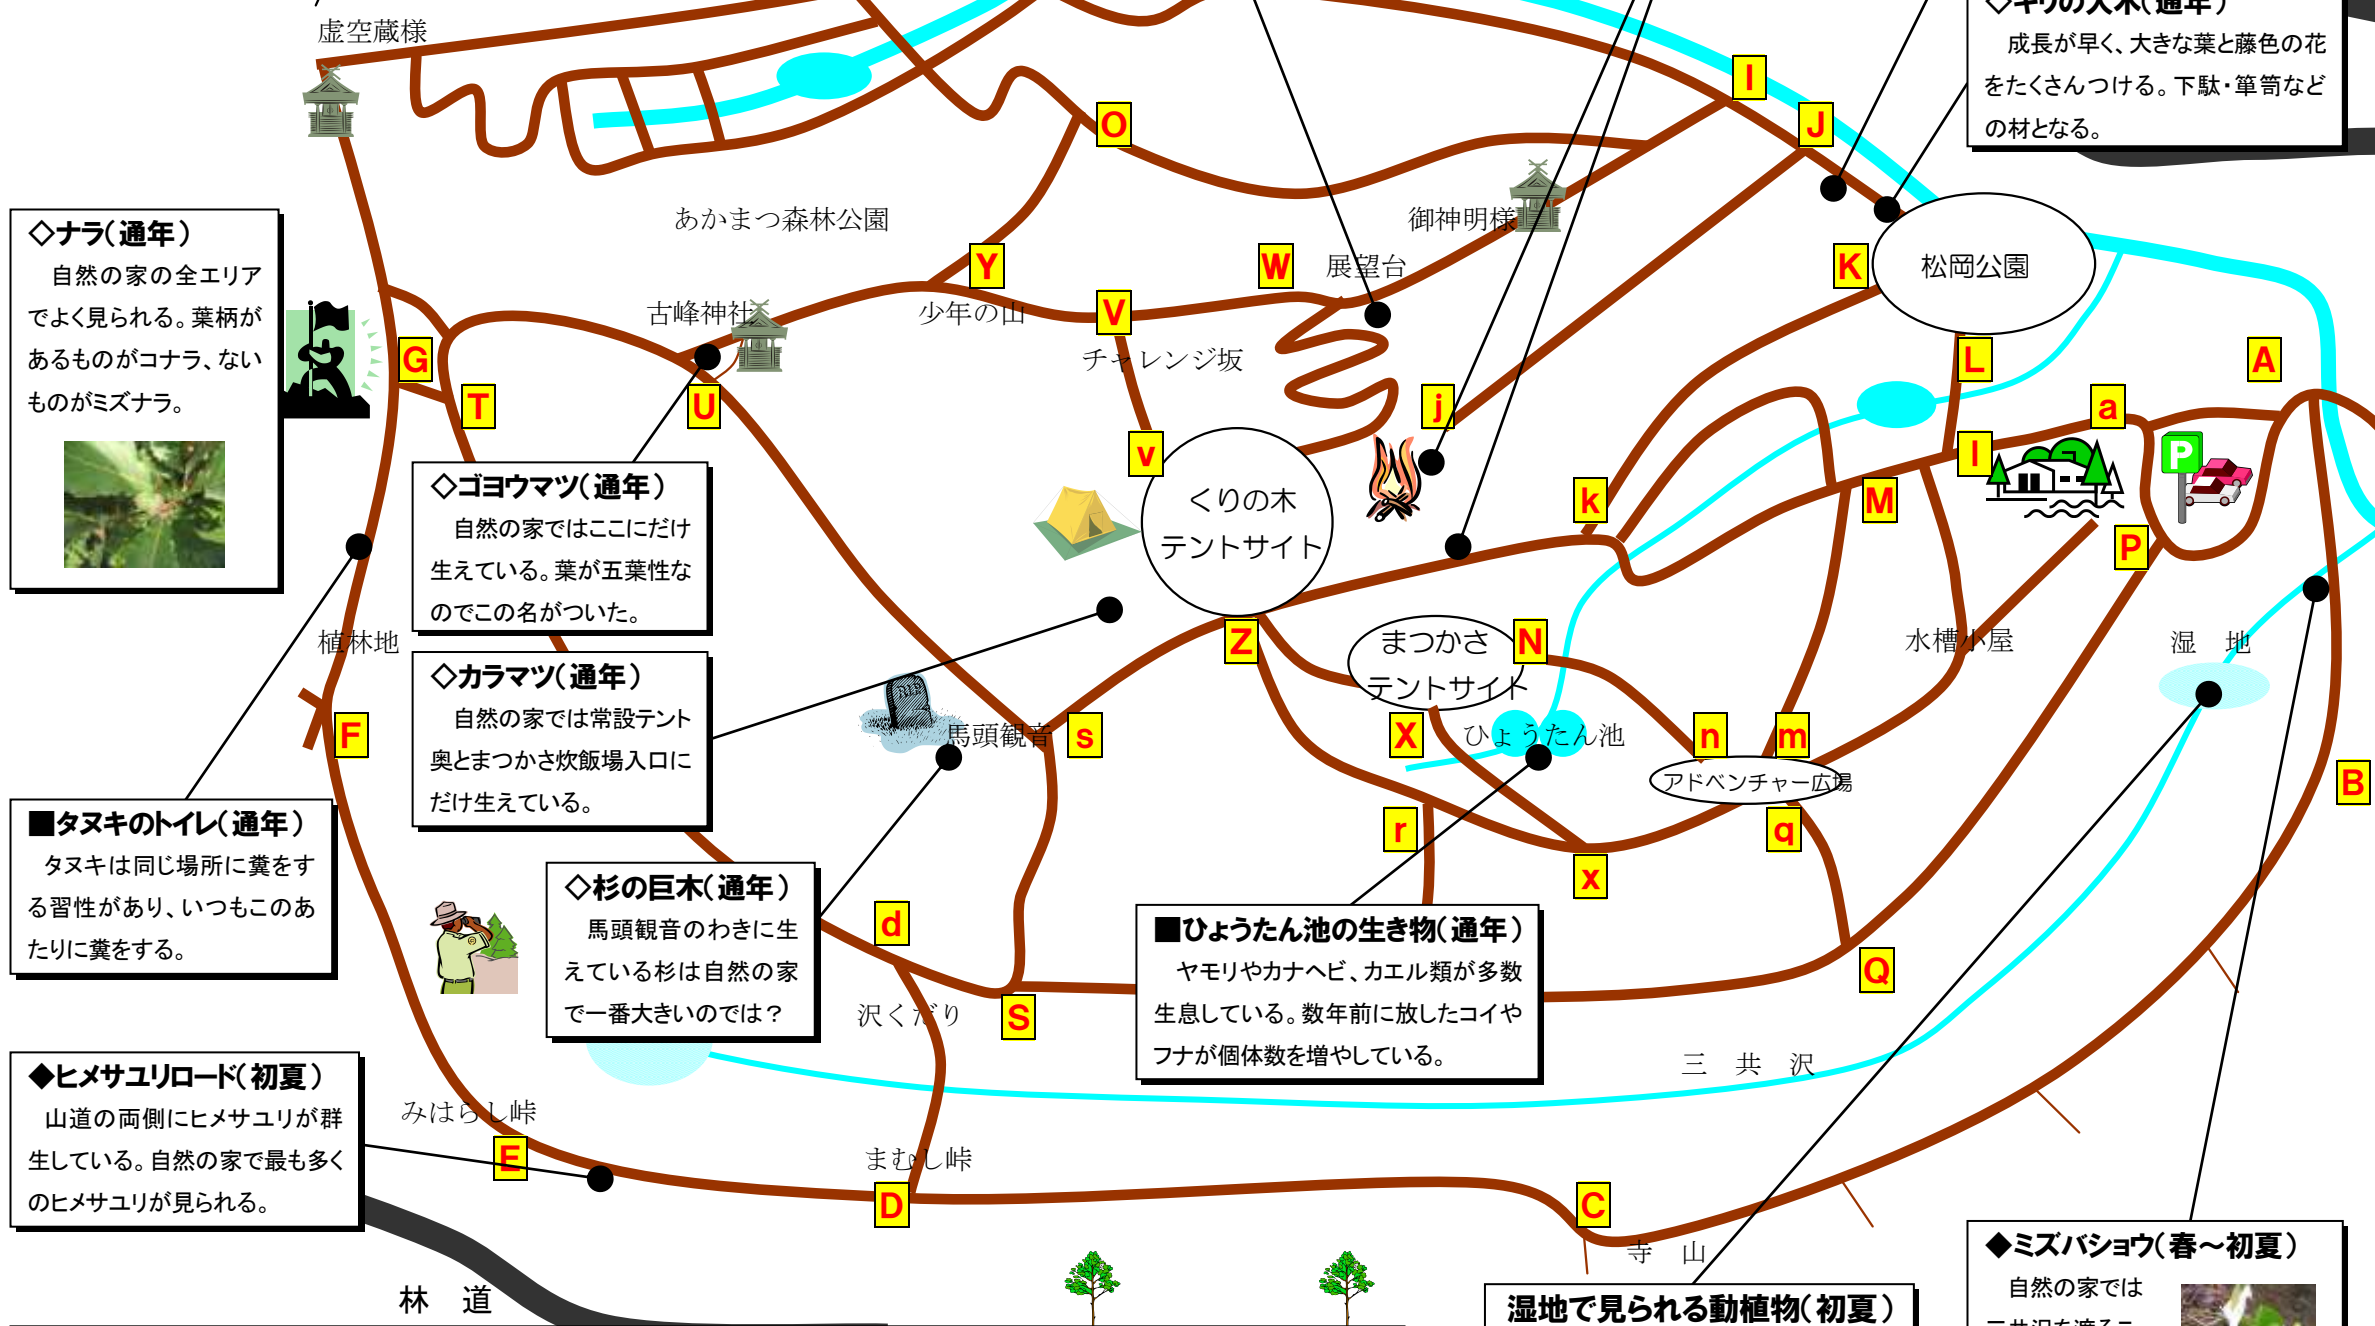 虚空蔵様
◇キリの大木(通年)
成長が早く、大きな葉と藤色の花
をたくさんつける。下駄・箪笥など
の材となる。
I
J
O
◇ナラ(通年)
自然の家の全エリア
でよく見られる。葉柄が
あるものがコナラ、ない
ものがミズナラ。
あかまつ森林公園
御神明様
Y
W
展望台
K
松岡公園
古峰神社
少年の山
V
チャレンジ坂
G
T
U
j
L
a
A
v
l
P
◇ゴヨウマツ(通年)
自然の家ではここにだけ
生えている。葉が五葉性な
のでこの名がついた。
くりの木
テントサイト
k
M
P
植林地
Z
まつかさ
テントサイト
N
水槽小屋
湿 地
◇カラマツ(通年)
自然の家では常設テント
奥とまつかさ炊飯場入口に
だけ生えている。
F
馬頭観音
s
X
ひょうたん池
n
m
アドベンチャー広場
B
■タヌキのトイレ(通年)
タヌキは同じ場所に糞をす
る習性があり、いつもこのあ
たりに糞をする。
r
q
x
◇杉の巨木(通年)
馬頭観音のわきに生
えている杉は自然の家
で一番大きいのでは？
d
■ひょうたん池の生き物(通年)
ヤモリやカナヘビ、カエル類が多数
生息している。数年前に放したコイや
フナが個体数を増やしている。
Q
沢くだり
S
三 共 沢
◆ヒメサユリロード(初夏)
山道の両側にヒメサユリが群
生している。自然の家で最も多く
のヒメサユリが見られる。
みはらし峠
E
まむし峠
D
C
寺 山
◆ミズバショウ(春～初夏)
自然の家では
林 道
湿地で見られる動植物(初夏)